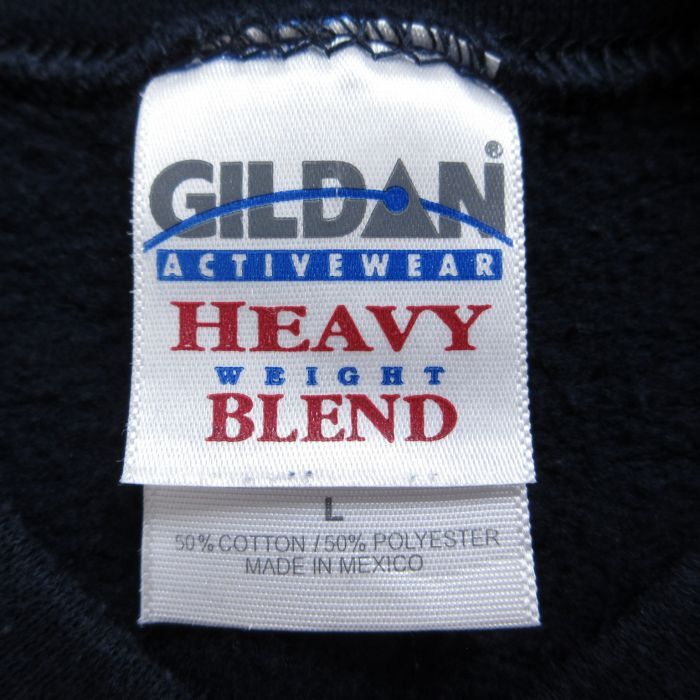 GILDAN®
ACTIVEWEAR
HEAVY
WEIGHT
BLEND
L
50% COTTON / 50% POLYESTER
MADE IN MEXICO